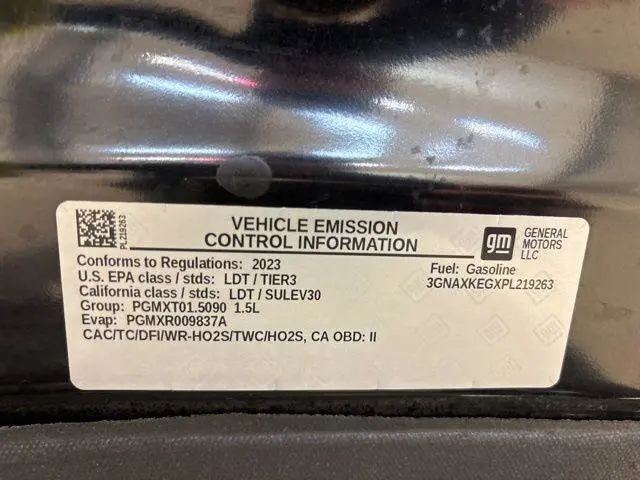 PL219263
VEHICLE EMISSION
CONTROL INFORMATION
gm
GENERAL
MOTORS
LLC
Conforms to Regulations: 2023
U.S. EPA class / stds: LDT / TIER3
California class / stds: LDT / SULEV30
Group: PGMXT01.5090 1.5L
Evap: PGMXR009837A
CAC/TC/DFI/WR-HO2S/TWC/HO2S, CA OBD: II
Fuel: Gasoline
3GNAXKEGXPL219263